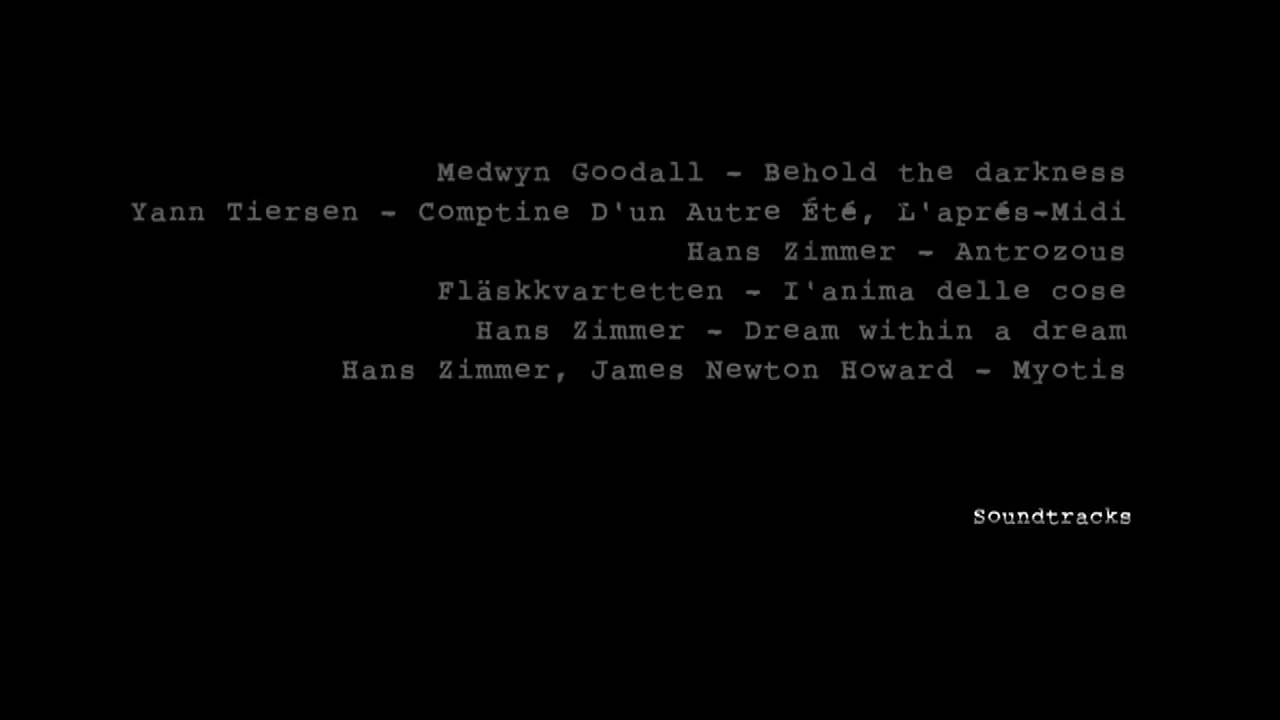 Medwyn Goodall - Behold the darkness
Yann Tiersen - Comptine D'un Autre Été, L'aprés-Midi
Hans Zimmer - Antrozous
Fläskkvartetten - I'anima delle cose
Hans Zimmer - Dream within a dream
Hans Zimmer, James Newton Howard - Myotis
Soundtracks